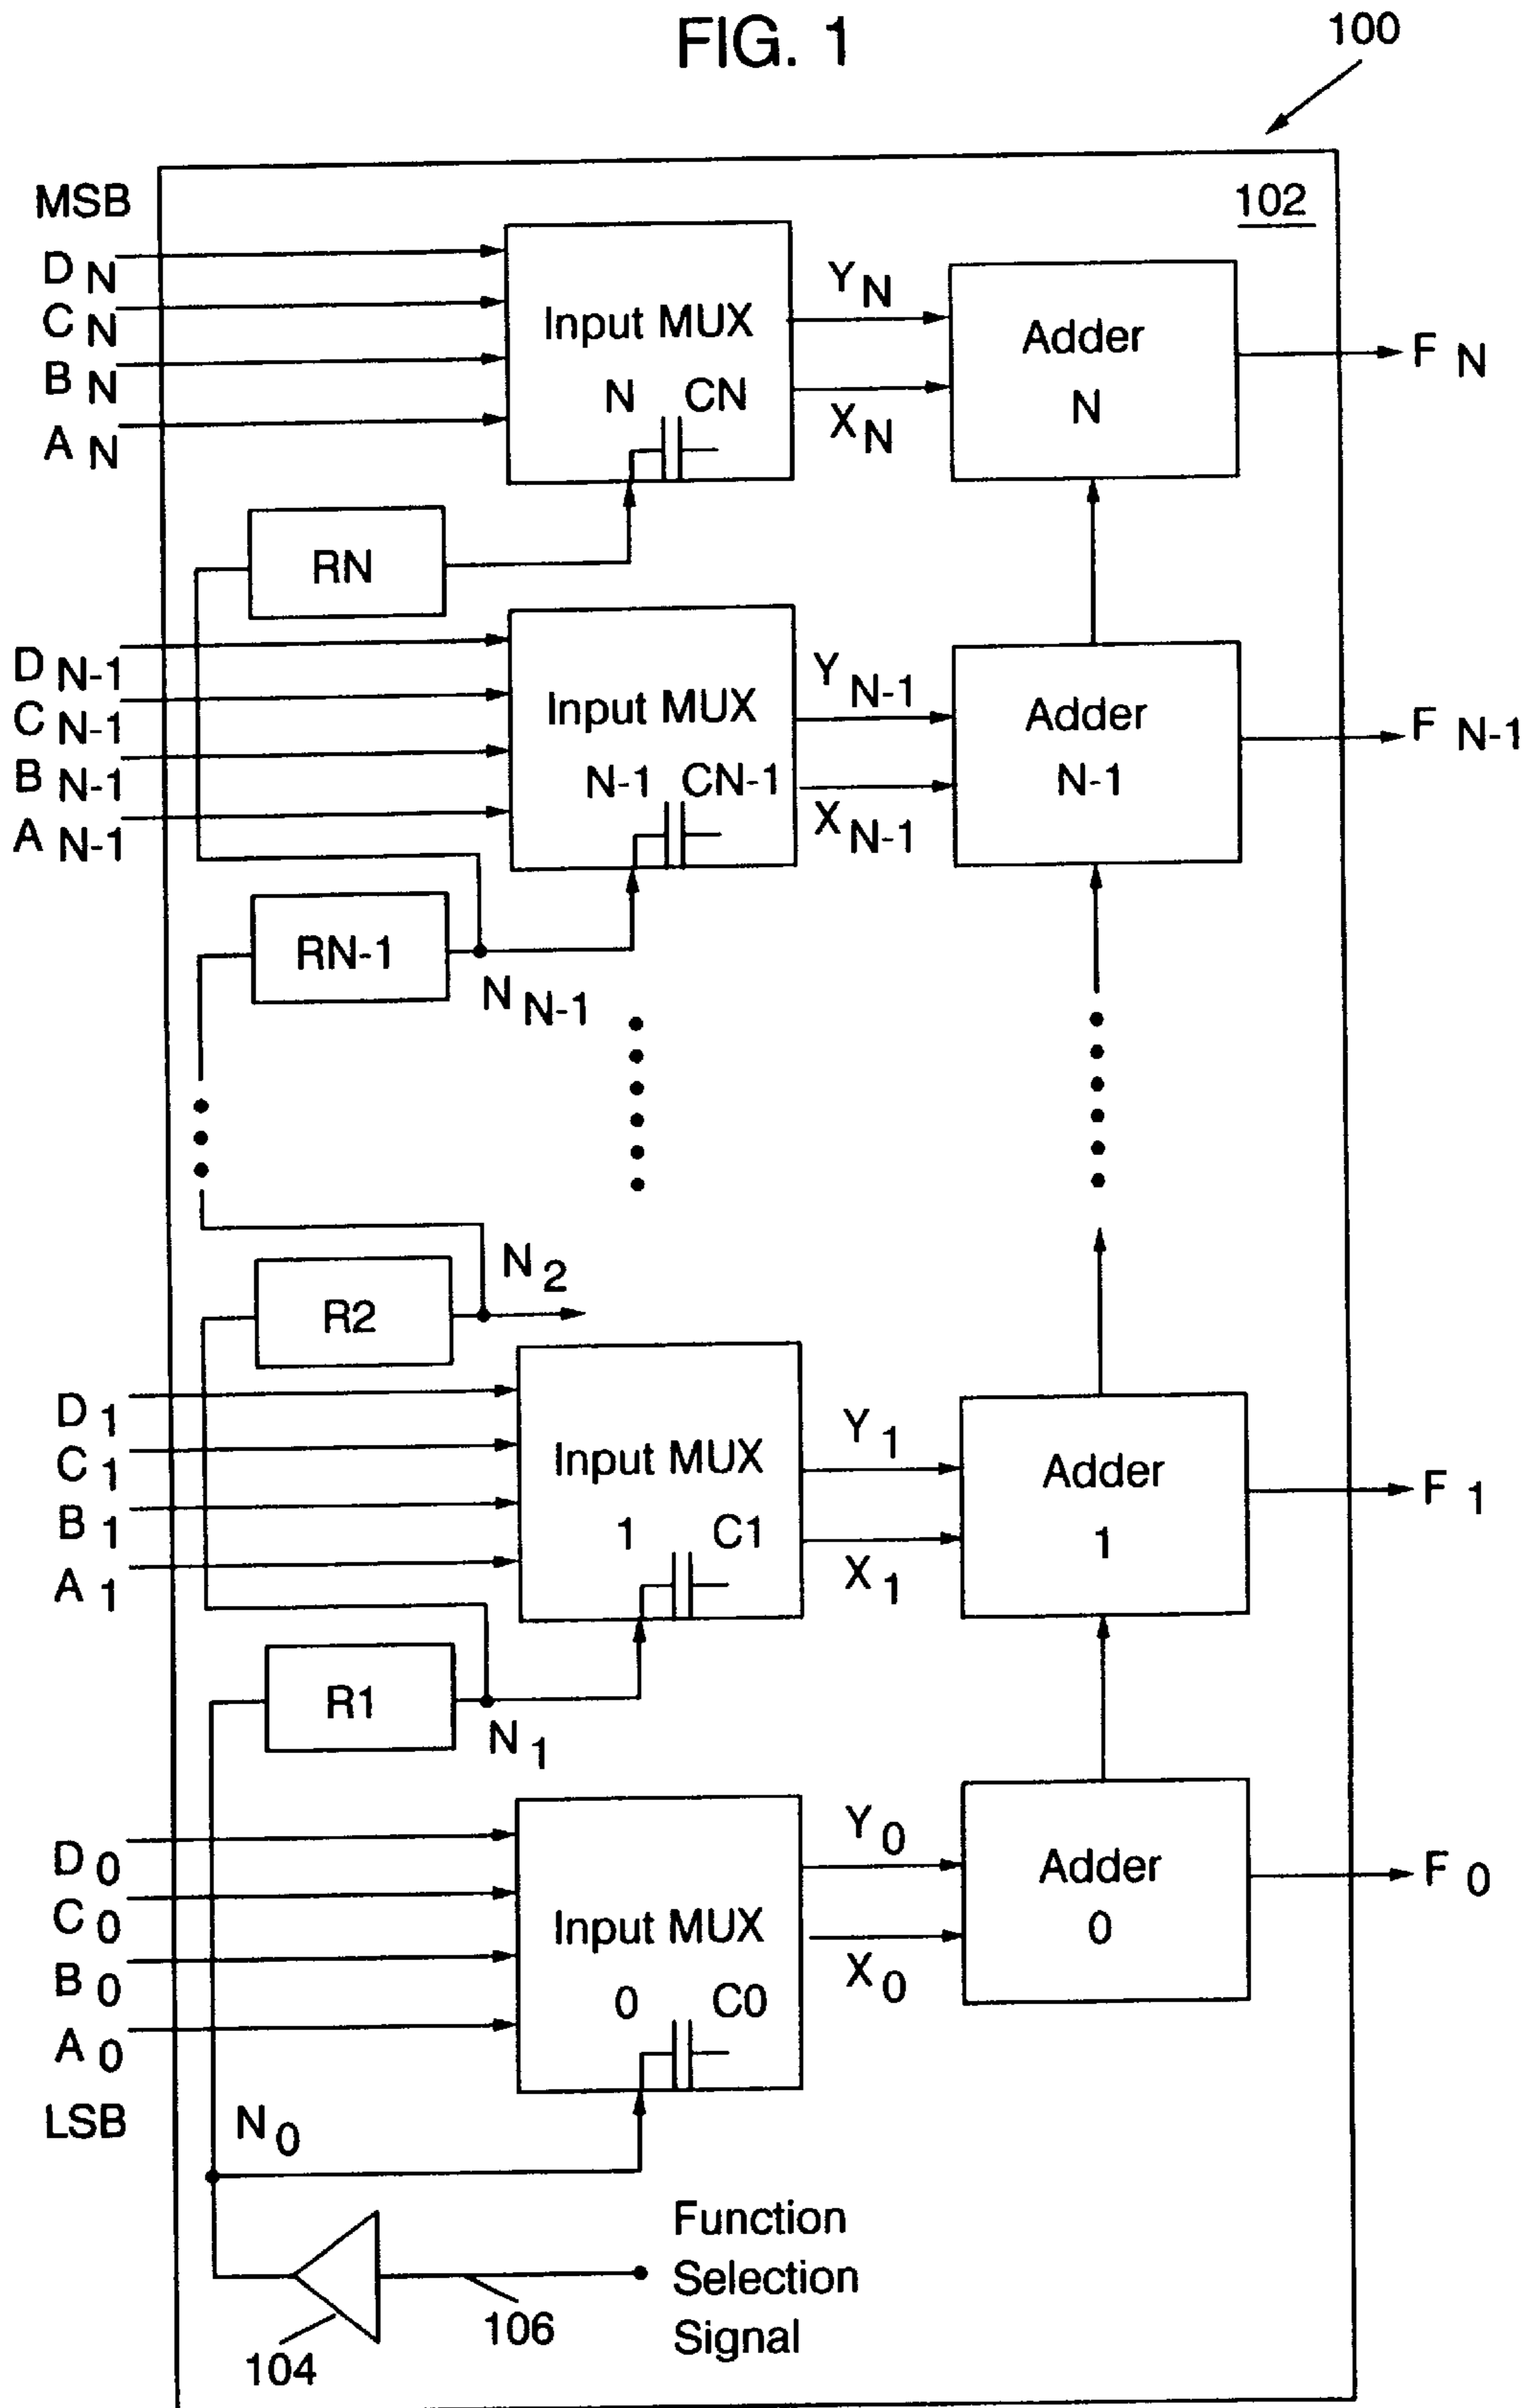 FIG. 1
100
MSB
102
D N
C N
B N
A N
Input MUX
N CN
Y N
X N
Adder
N
F N
RN
D N-1
C N-1
B N-1
A N-1
Input MUX
N-1 CN-1
Y N-1
X N-1
Adder
N-1
F N-1
RN-1
N N-1
N 2
R2
D 1
C 1
B 1
A 1
Input MUX
1 C1
Y 1
X 1
Adder
1
F 1
R1
N 1
D 0
C 0
B 0
A 0
Input MUX
0 C0
Y 0
X 0
Adder
0
F 0
LSB
N 0
Function
Selection
Signal
104
106